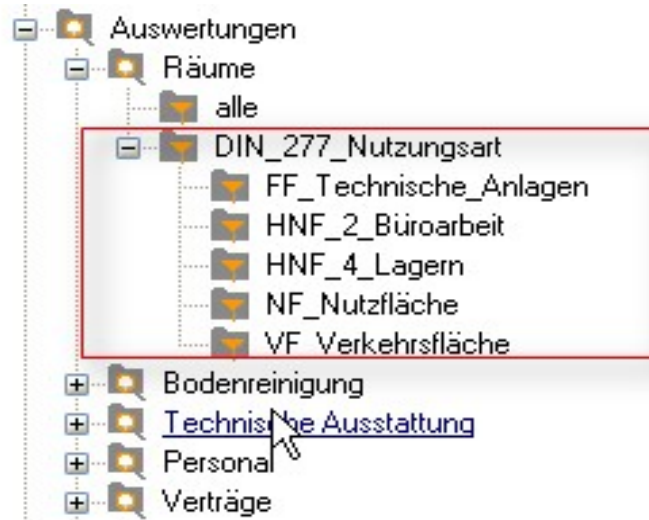 Auswertungen
Räume
alle
DIN_277_Nutzungsart
FF_Technische_Anlagen
HNF_2_Büroarbeit
HNF_4_Lagern
NF_Nutzfläche
VF_Verkehrsfläche
Bodenreinigung
Technische Ausstattung
Personal
Verträge